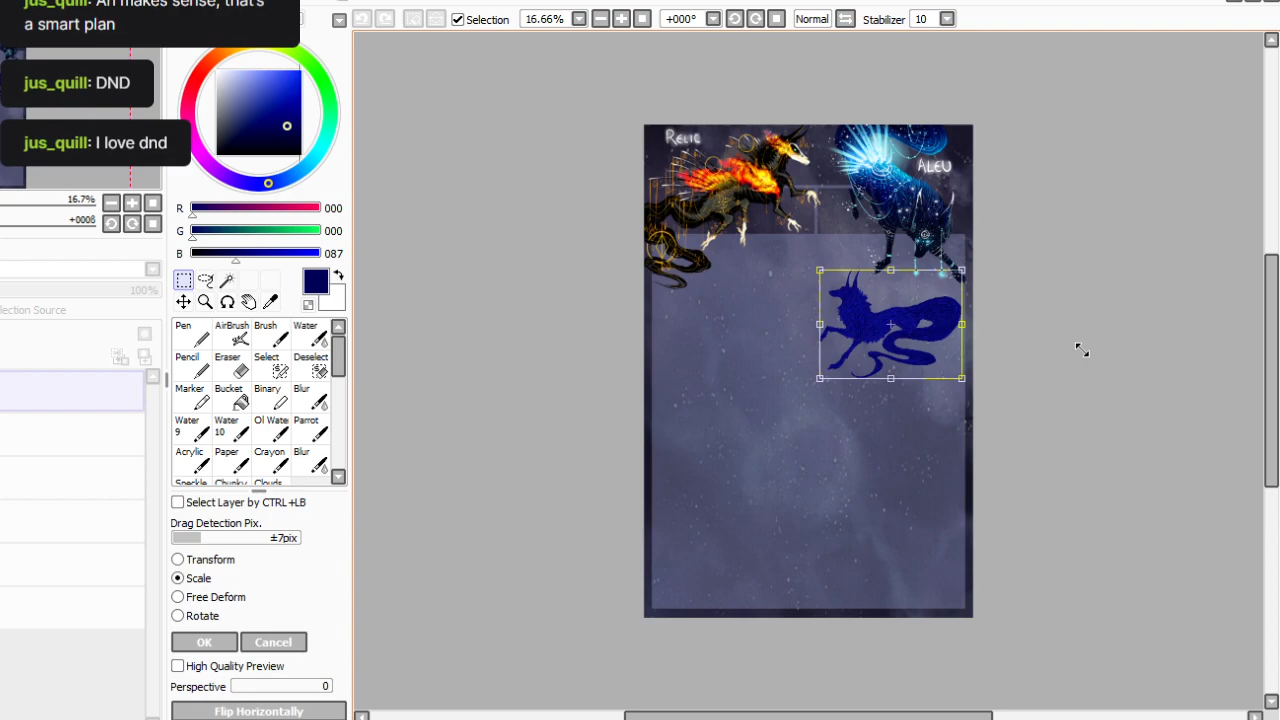 jus_quill: Ah makes sense, that's
a smart plan
jus_quill: DND
jus_quill: I love dnd
Selection
16.66%
+000°
Normal
Stabilizer
10
16.7%
+0008
100%
lection Source
R
000
G
000
B
087
Pen
AirBrush
Brush
Water
Pencil
Eraser
Select
Deselect
Marker
Bucket
Binary
Blur
Water
9
Water
10
Ol Wate
Parrot
Acrylic
Paper
Crayon
Blur
Speckle
Chunky
Clouds
Select Layer by CTRL+LB
Drag Detection Pix.
±7pix
Transform
Scale
Free Deform
Rotate
OK
Cancel
High Quality Preview
Perspective
0
Flip Horizontally
RELIC
ALEU